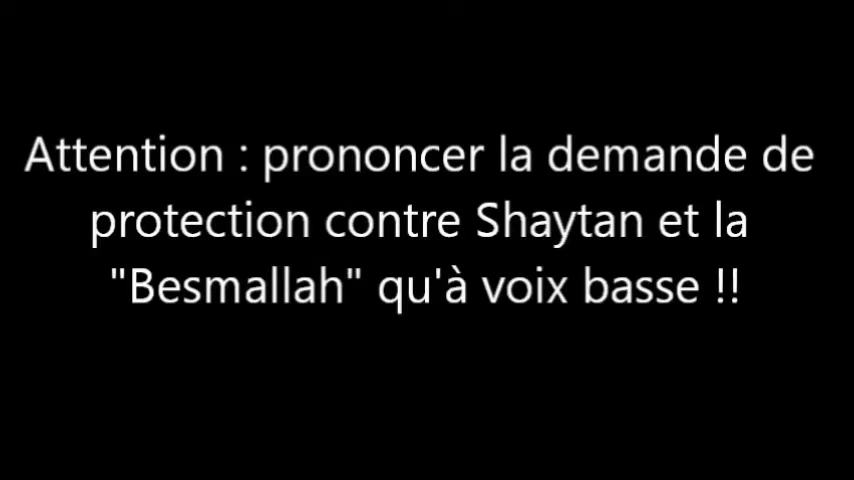 Attention : prononcer la demande de
protection contre Shaytan et la
"Besmallah" qu'à voix basse !!